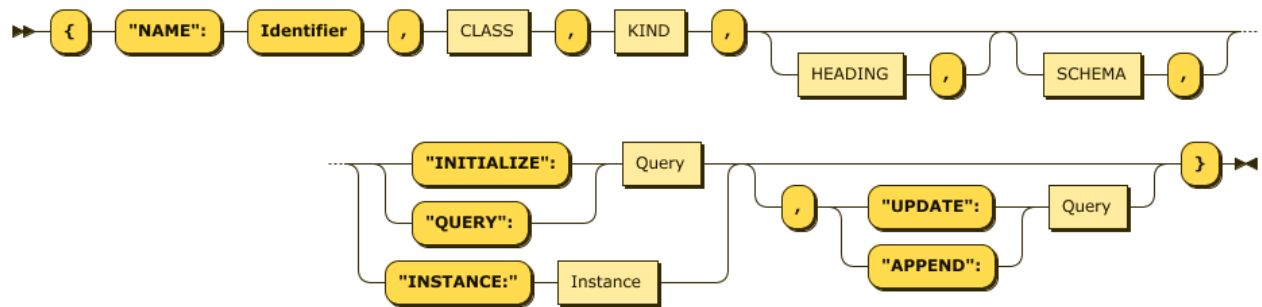 { "NAME": Identifier , CLASS , KIND ,
HEADING , SCHEMA ,
"INITIALIZE": Query }
"QUERY": , "UPDATE": Query
"APPEND":
"INSTANCE:" Instance